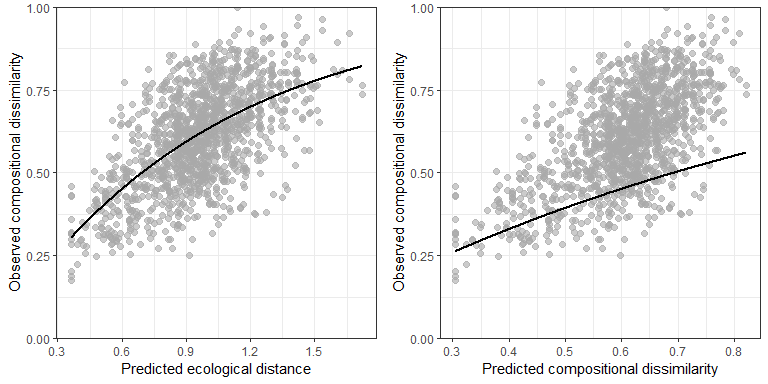 Observed compositional dissimilarity
1.00
0.75
0.50
0.25
0.00
0.3 0.6 0.9 1.2 1.5
Predicted ecological distance
Observed compositional dissimilarity
1.00
0.75
0.50
0.25
0.00
0.3 0.4 0.5 0.6 0.7 0.8
Predicted compositional dissimilarity